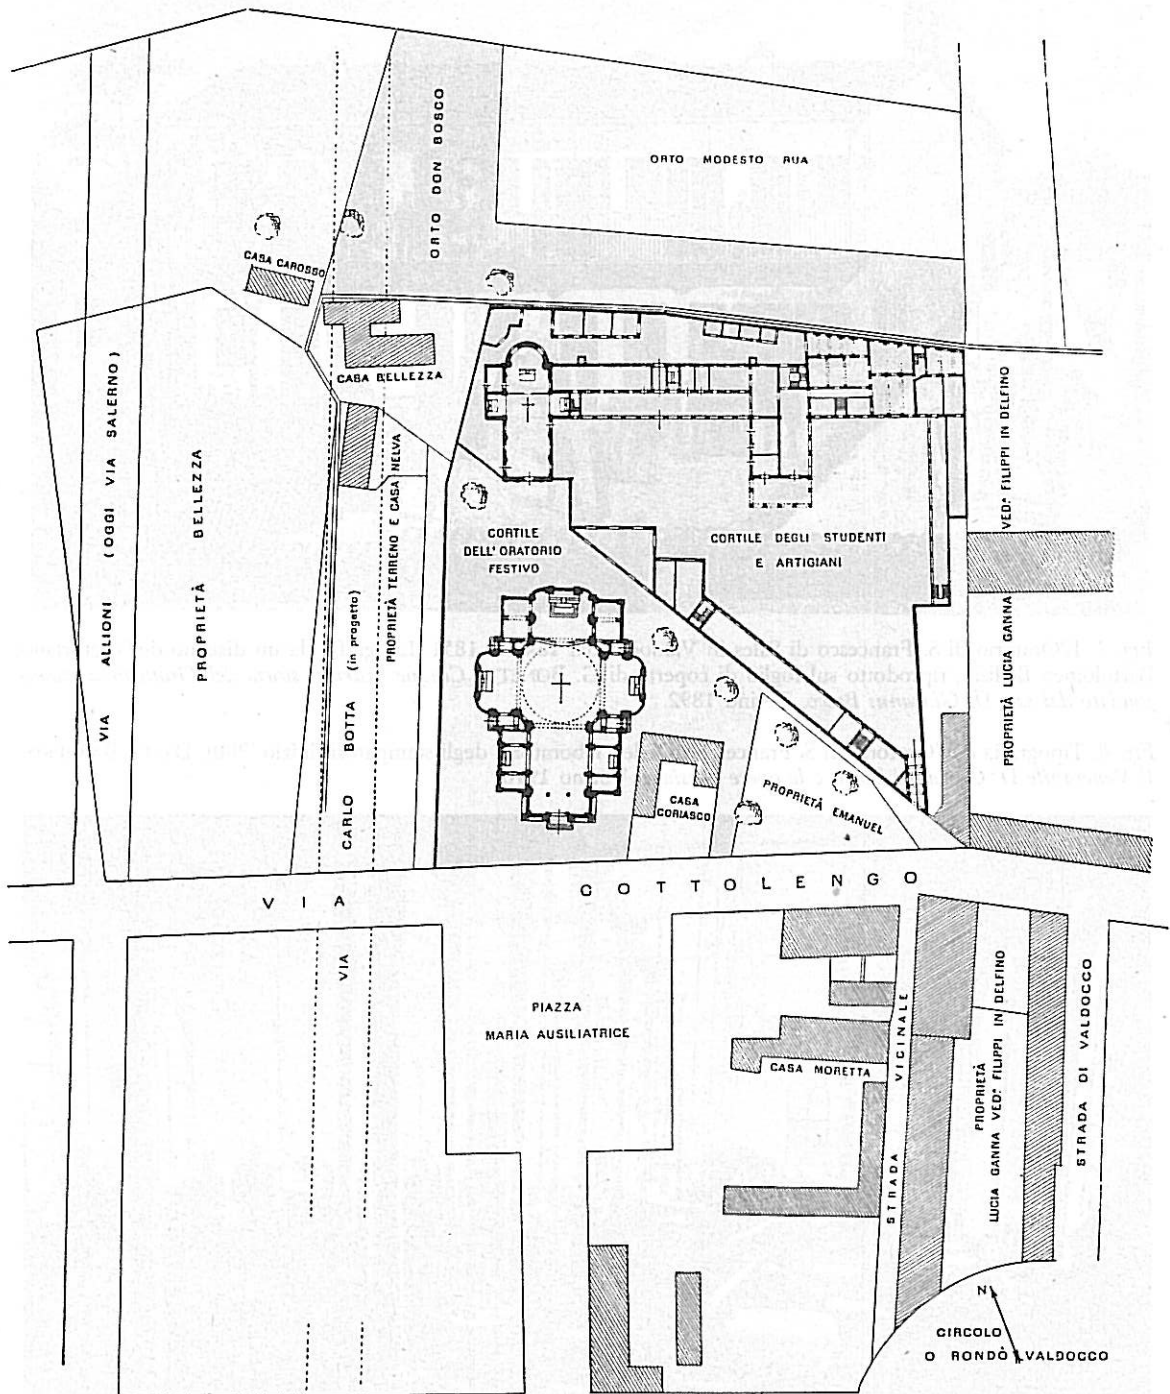 ORTO DON BOSCO
ORTO MODESTO RUA
CASA CAROSSO
CASA BELLEZZA
VIA ALLIONI (OGGI VIA SALERNO)
PROPRIETÀ BELLEZZA
VIA CARLO BOTTA (in progetto)
PROPRIETÀ TERRENO E CASA NELVA
CORTILE
DELL'ORATORIO
FESTIVO
CORTILE DEGLI STUDENTI
E ARTIGIANI
PROPRIETÀ LUCIA GANNA VEDª FILIPPI IN DELFINO
CASA
CORIASCO
PROPRIETÀ EMANUEL
VIA COTTOLENGO
PIAZZA
MARIA AUSILIATRICE
CASA MORETTA
STRADA VICINALE
PROPRIETÀ
LUCIA GANNA VEDª FILIPPI IN DELFINO
STRADA DI VALDOCCO
N
CIRCOLO
O RONDÒ VALDOCCO